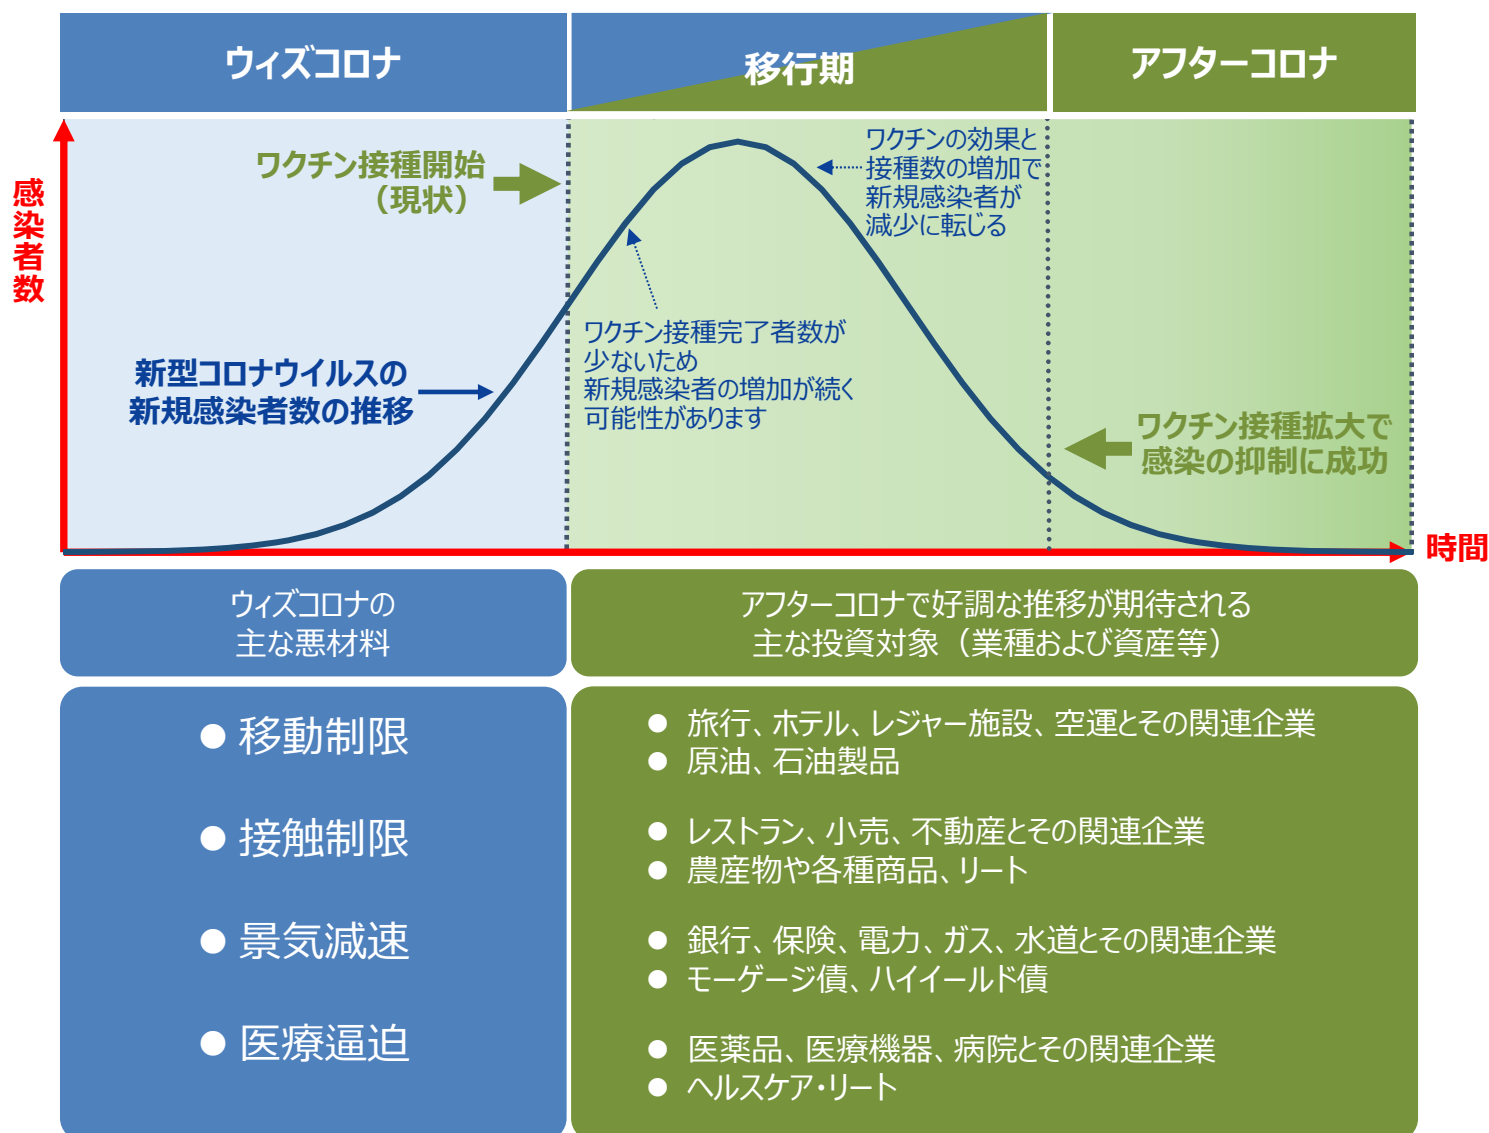 ウィズコロナ
移行期
アフターコロナ
感染者数
ワクチン接種開始
（現状）
ワクチンの効果と
接種数の増加で
新規感染者が
減少に転じる
新型コロナウイルスの
新規感染者数の推移
ワクチン接種完了者数が
少ないため
新規感染者の増加が続く
可能性があります
ワクチン接種拡大で
感染の抑制に成功
時間
ウィズコロナの
主な悪材料
アフターコロナで好調な推移が期待される
主な投資対象（業種および資産等）
● 移動制限
● 接触制限
● 景気減速
● 医療逼迫
● 旅行、ホテル、レジャー施設、空運とその関連企業
● 原油、石油製品
● レストラン、小売、不動産とその関連企業
● 農産物や各種商品、リート
● 銀行、保険、電力、ガス、水道とその関連企業
● モーゲージ債、ハイイールド債
● 医薬品、医療機器、病院とその関連企業
● ヘルスケア・リート